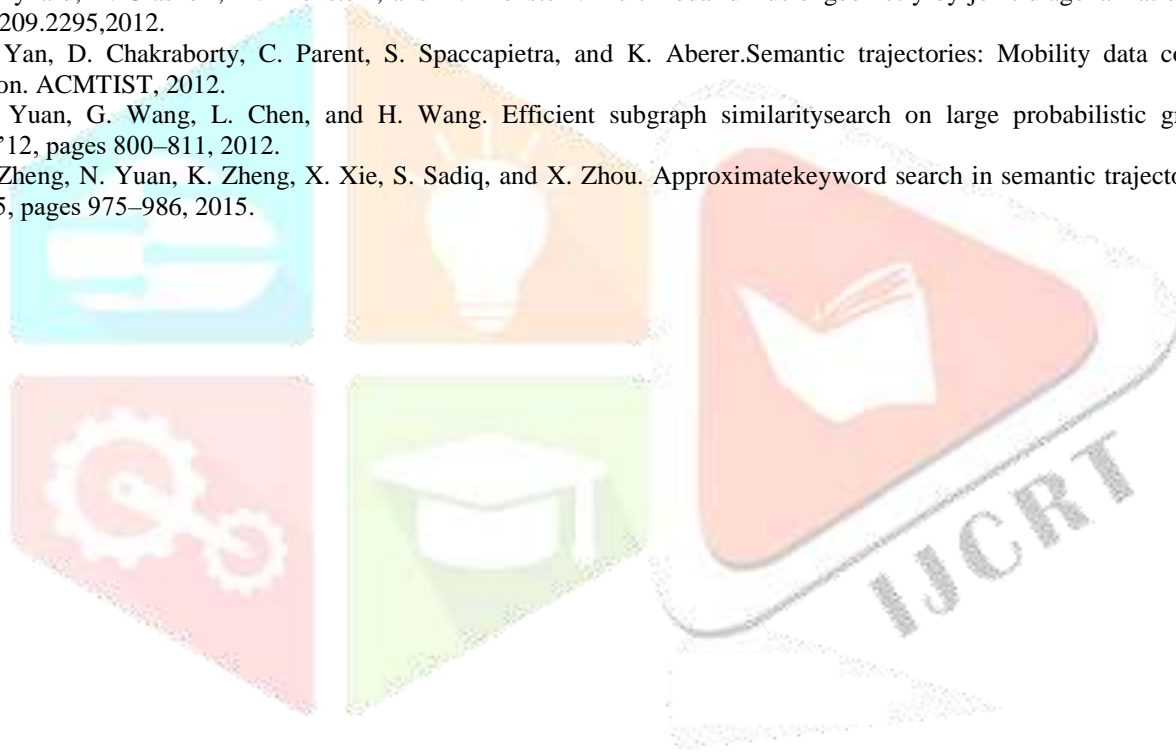 209.2295,2012.
Yan, D. Chakraborty, C. Parent, S. Spaccapietra, and K. Aberer.Semantic trajectories: Mobility data
on. ACMTIST, 2012.
Yuan, G. Wang, L. Chen, and H. Wang. Efficient subgraph similaritysearch on large probabilistic
'12, pages 800–811, 2012.
Zheng, N. Yuan, K. Zheng, X. Xie, S. Sadiq, and X. Zhou. Approximatekeyword search in semantic
5, pages 975–986, 2015.
IJCRT